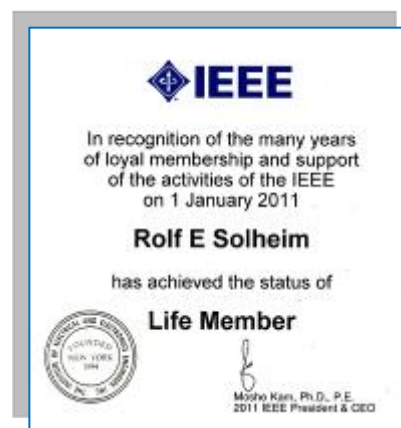 IEEE
In recognition of the many years
of loyal membership and support
of the activities of the IEEE
on 1 January 2011
Rolf E Solheim
has achieved the status of
Life Member
FOUNDED
NEW YORK
1884
Moshe Kam, Ph.D., P.E.
2011 IEEE President & CEO